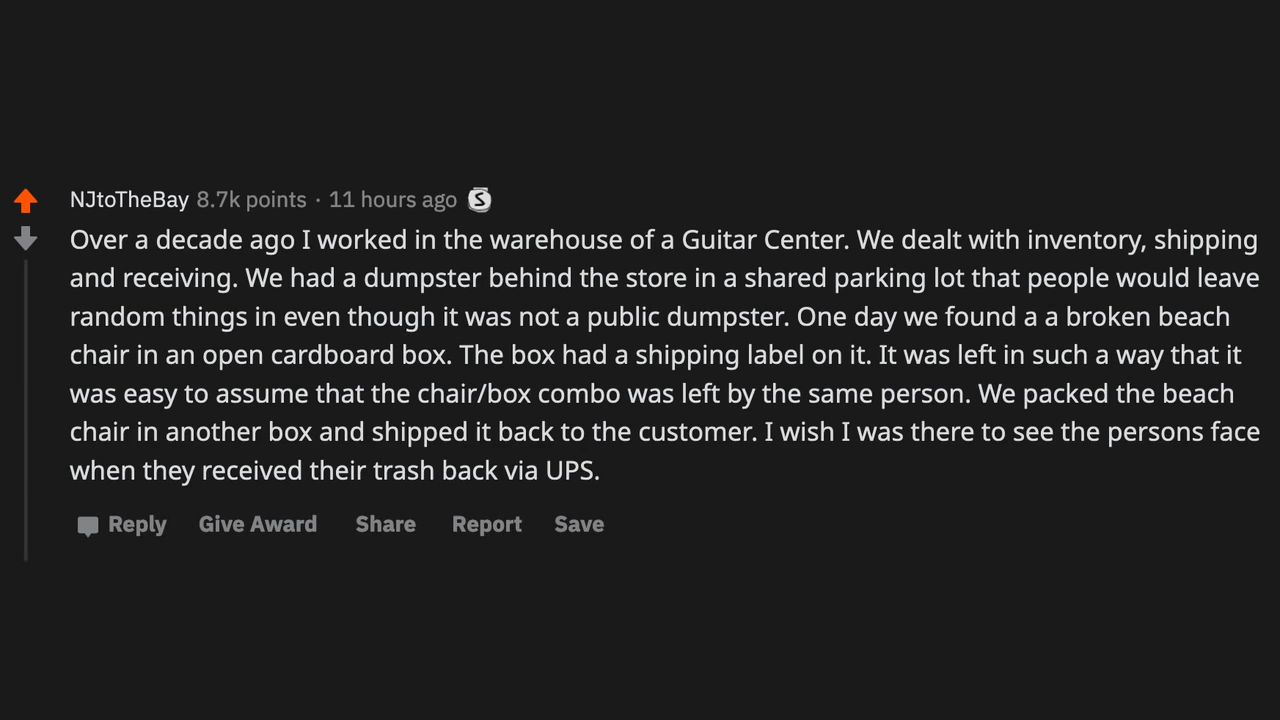 NJtoTheBay 8.7k points · 11 hours ago S
Over a decade ago I worked in the warehouse of a Guitar Center. We dealt with inventory, shipping
and receiving. We had a dumpster behind the store in a shared parking lot that people would leave
random things in even though it was not a public dumpster. One day we found a a broken beach
chair in an open cardboard box. The box had a shipping label on it. It was left in such a way that it
was easy to assume that the chair/box combo was left by the same person. We packed the beach
chair in another box and shipped it back to the customer. I wish I was there to see the persons face
when they received their trash back via UPS.
Reply Give Award Share Report Save